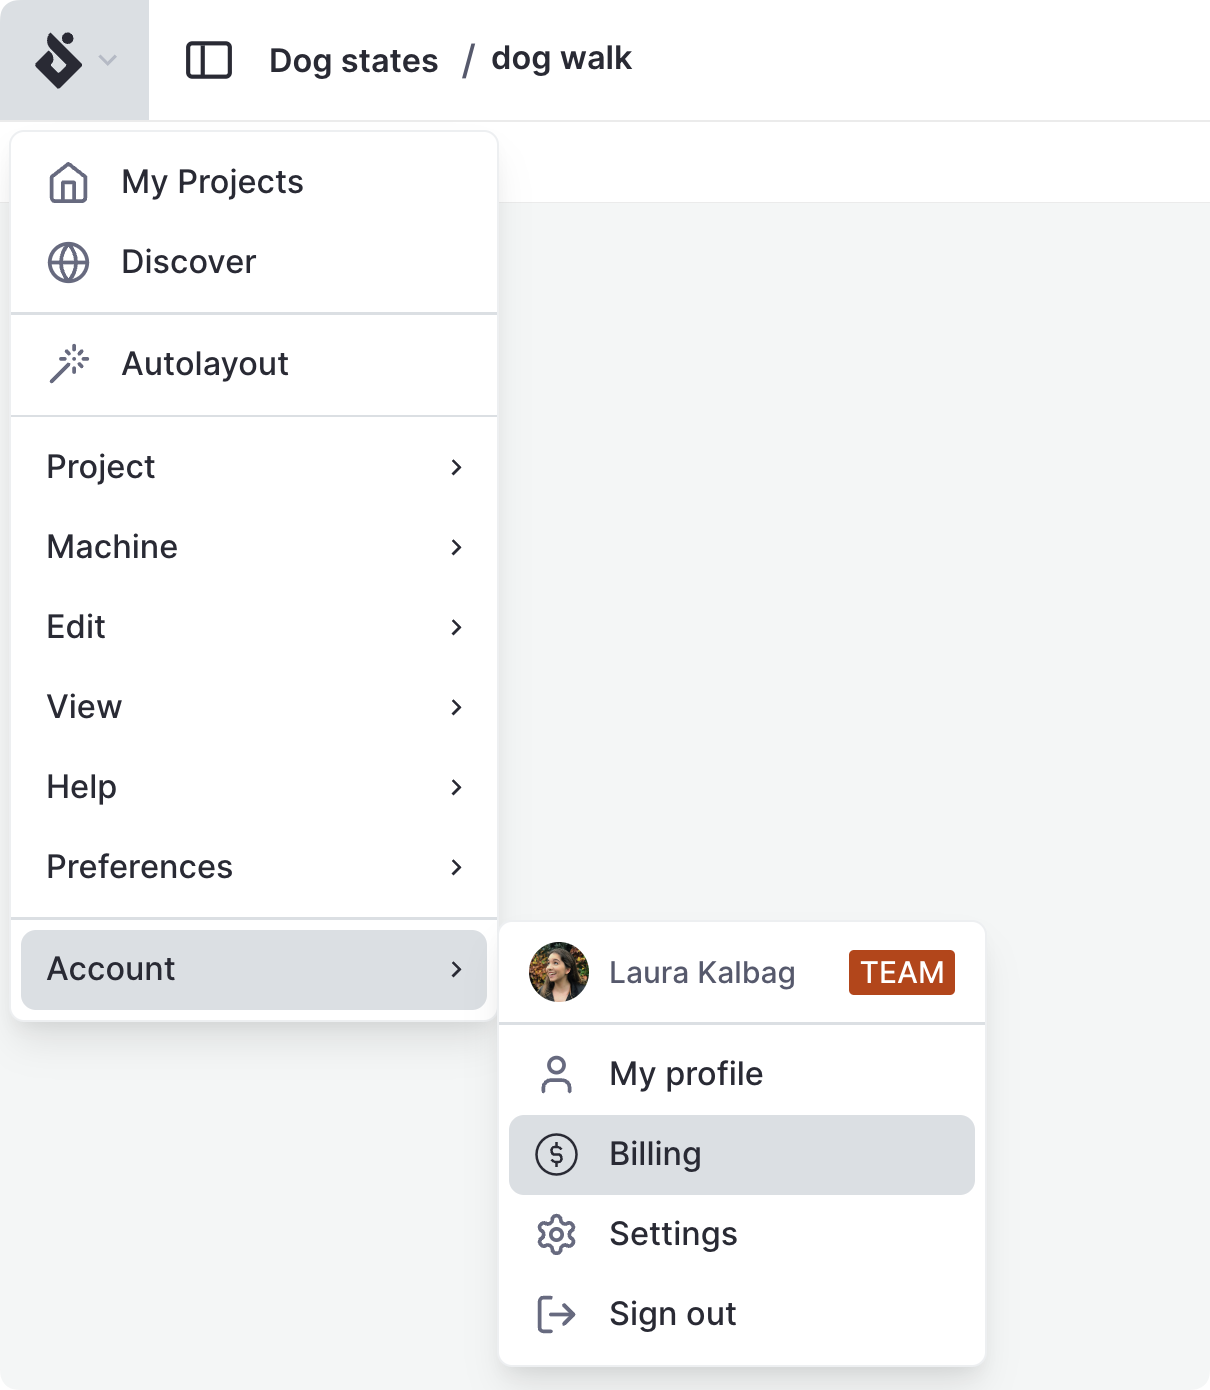 Dog states / dog walk
My Projects
Discover
Autolayout
Project
Machine
Edit
View
Help
Preferences
Account
Laura Kalbag TEAM
My profile
Billing
Settings
Sign out